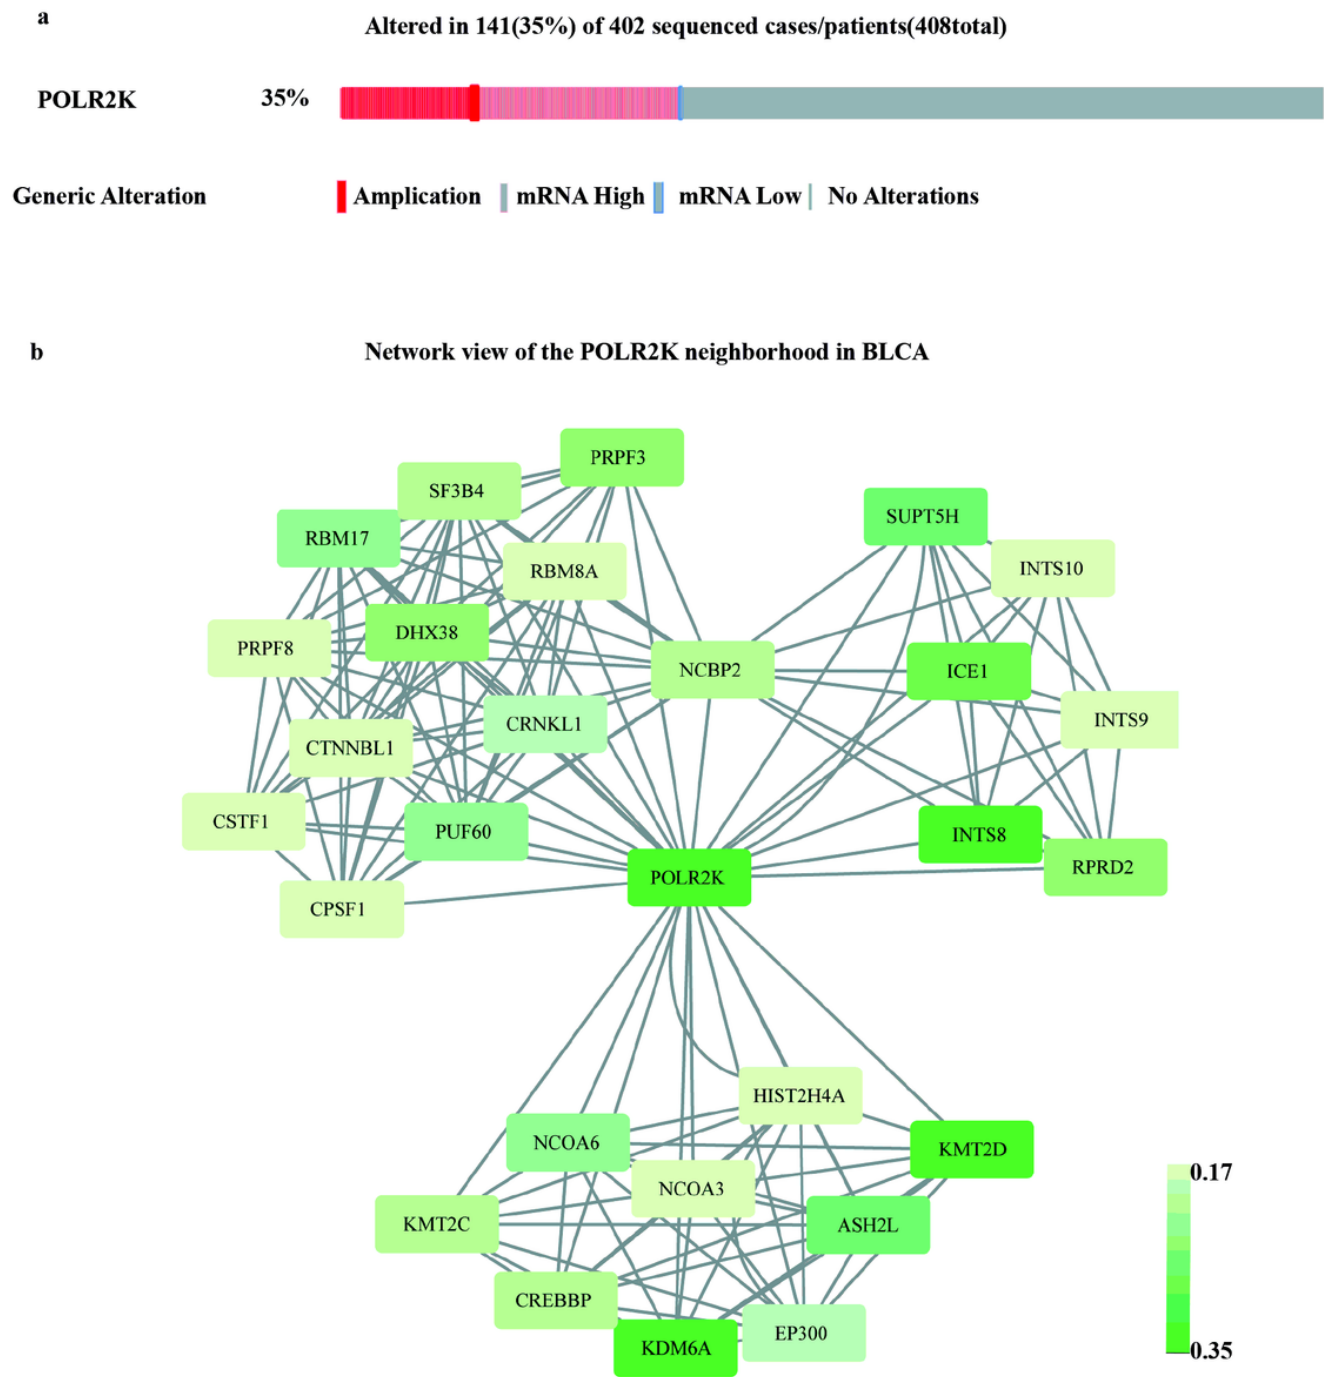 a
Altered in 141(35%) of 402 sequenced cases/patients(408total)
POLR2K 35%
Generic Alteration Amplication mRNA High mRNA Low No Alterations
b
Network view of the POLR2K neighborhood in BLCA
PRPF3
SF3B4
SUPT5H
RBM17
RBM8A
INTS10
DHX38
PRPF8
NCBP2
ICE1
CRNKL1
INTS9
CTNNBL1
CSTF1
PUF60
INTS8
RPRD2
POLR2K
CPSF1
HIST2H4A
NCOA6
KMT2D
0.17
NCOA3
KMT2C
ASH2L
CREBBP
EP300
KDM6A
0.35